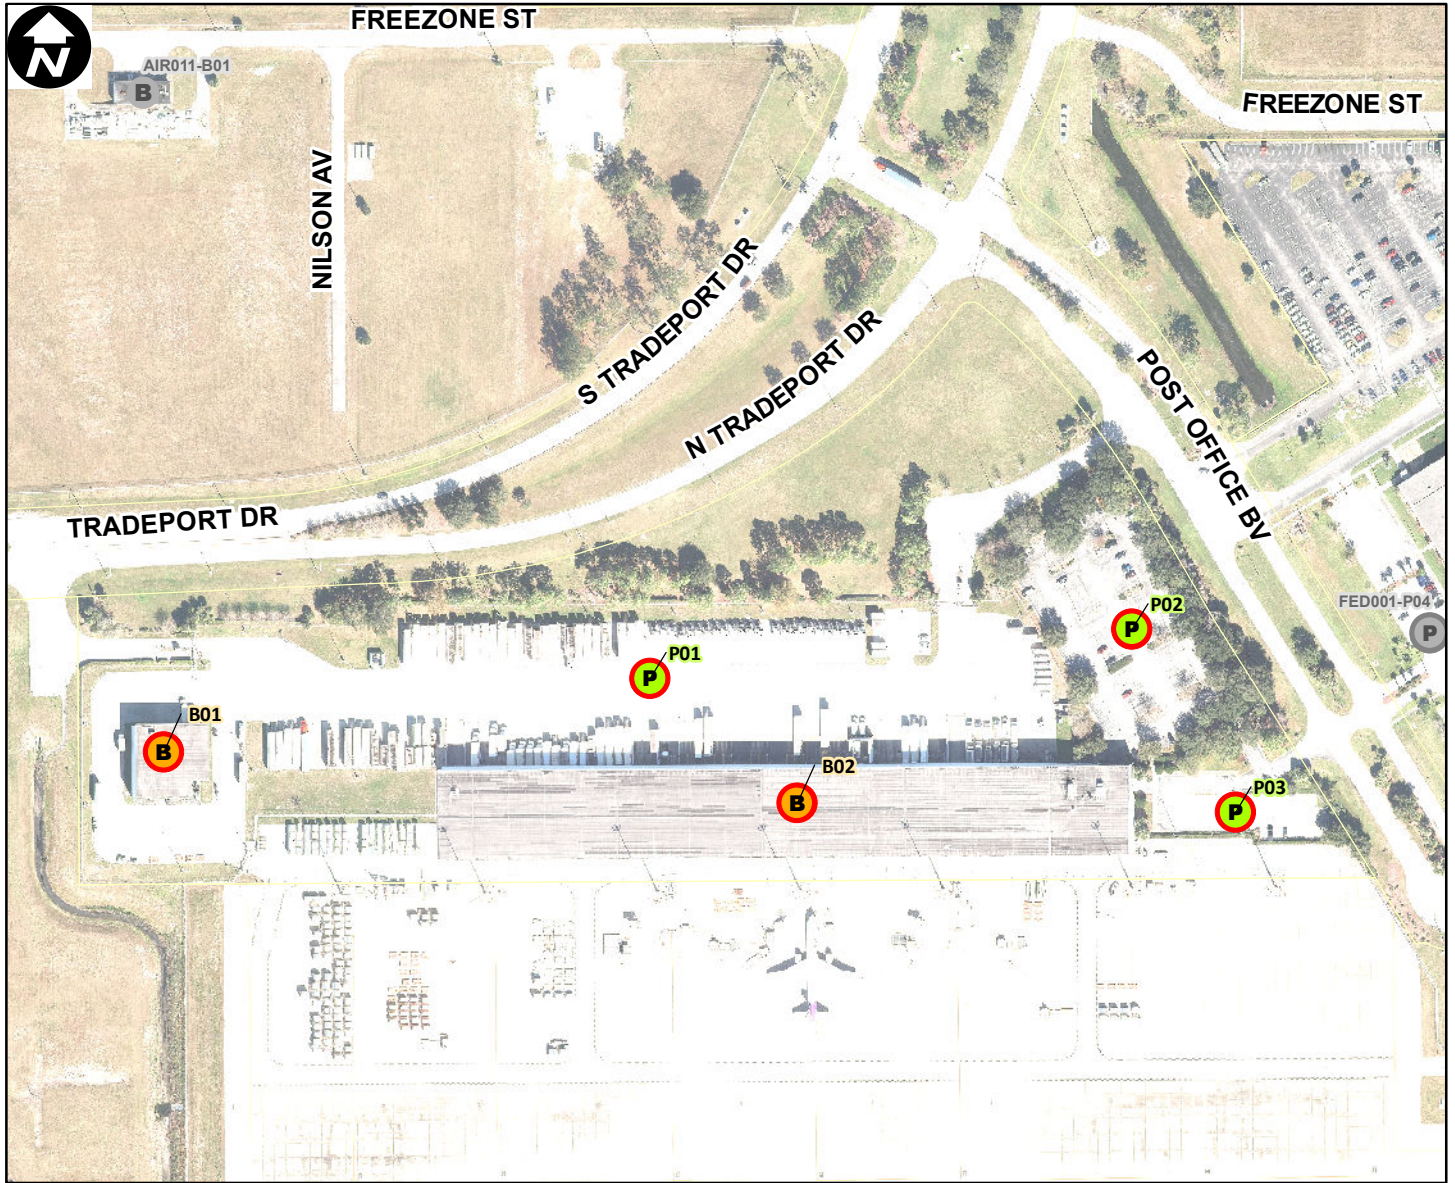 FREEZONE ST
N
AIR011-B01
B
FREEZONE ST
NILSON AV
S TRADEPORT DR
N TRADEPORT DR
POST OFFICE BV
TRADEPORT DR
FED001-P04
P
P02
P
P01
P
B01
B
B02
B
P03
P